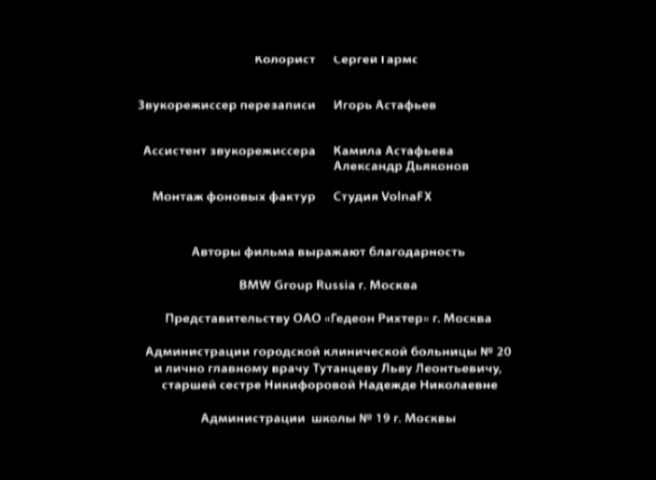 Колорист Сергей Гармс
Звукорежиссер перезаписи Игорь Астафьев
Ассистент звукорежиссера Камила Астафьева
Александр Дьяконов
Монтаж фоновых фактур Студия VolnaFX
Авторы фильма выражают благодарность
BMW Group Russia г. Москва
Представительству ОАО «Гедеон Рихтер» г. Москва
Администрации городской клинической больницы № 20
и лично главному врачу Тутанцеву Льву Леонтьевичу,
старшей сестре Никифоровой Надежде Николаевне
Администрации школы № 19 г. Москвы